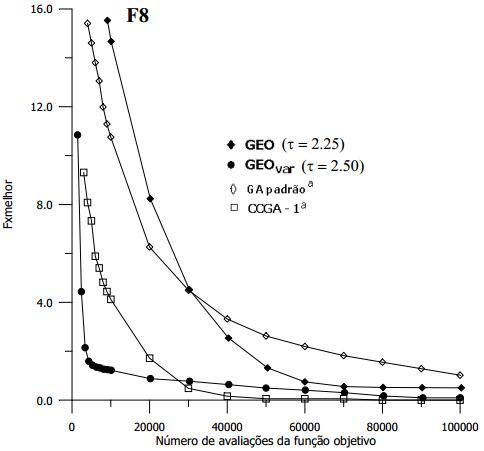 F8
16.0
12.0
8.0
4.0
0.0
Fxmelhor
GEO (τ = 2.25)
GEOvar (τ = 2.50)
GA padrão a
CCGA - 1a
0 20000 40000 60000 80000 100000
Número de avaliações da função objetivo